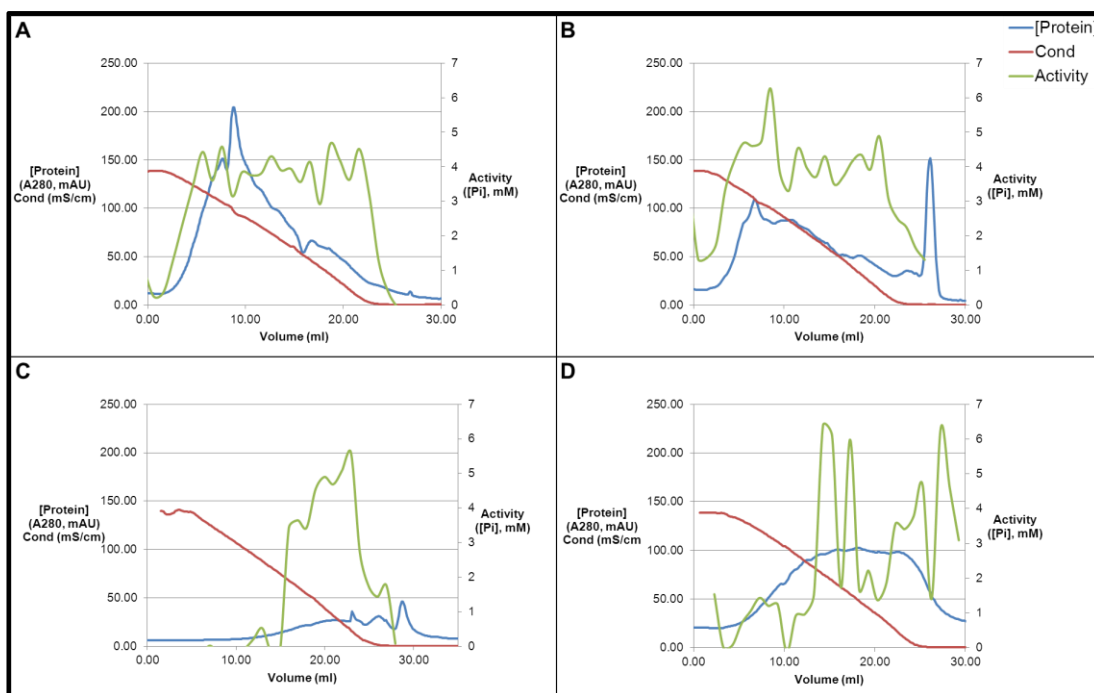 A
250.00
200.00
150.00
100.00
50.00
0.00
[Protein]
(A280, mAU)
Cond (mS/cm)
7
6
5
4
3
2
1
0
Activity
([Pi], mM)
0.00 10.00 20.00 30.00
Volume (ml)
B
[Protein]
Cond
Activity
250.00
200.00
150.00
100.00
50.00
0.00
[Protein]
(A280, mAU)
Cond (mS/cm)
7
6
5
4
3
2
1
0
Activity
([Pi], mM)
0.00 10.00 20.00 30.00
Volume (ml)
C
250.00
200.00
150.00
100.00
50.00
0.00
[Protein]
(A280, mAU)
Cond (mS/cm
7
6
5
4
3
2
1
0
Activity
([Pi], mM)
0.00 10.00 20.00 30.00
Volume (ml)
D
250.00
200.00
150.00
100.00
50.00
0.00
[Protein]
(A280, mAU)
Cond (mS/cm
7
6
5
4
3
2
1
0
Activity
([Pi], mM)
0.00 10.00 20.00 30.00
Volume (ml)